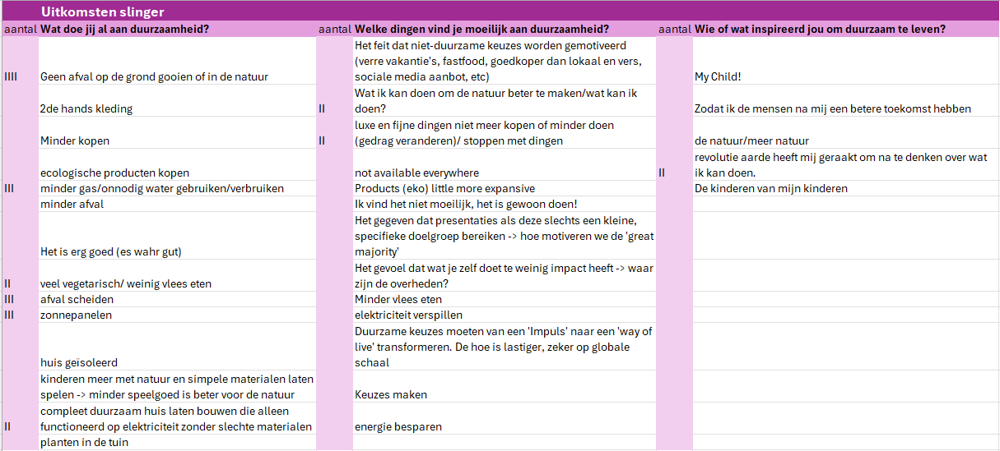 Uitkomsten slinger
aantal Wat doe jij al aan duurzaamheid? aantal Welke dingen vind je moeilijk aan duurzaamheid? aantal Wie of wat inspireerd jou om duurzaam te leven?
Het feit dat niet-duurzame keuzes worden gemotiveerd
(verre vakantie's, fastfood, goedkoper dan lokaal en vers,
IIII Geen afval op de grond gooien of in de natuur sociale media aanbot, etc) My Child!
Wat ik kan doen om de natuur beter te maken/wat kan ik
2de hands kleding II doen? Zodat ik de mensen na mij een betere toekomst hebben
luxe en fijne dingen niet meer kopen of minder doen
Minder kopen II (gedrag veranderen)/ stoppen met dingen de natuur/meer natuur
revolutie aarde heeft mij geraakt om na te denken over wat
ecologische producten kopen not available everywhere II ik kan doen.
III minder gas/onnodig water gebruiken/verbruiken Products (eko) little more expansive De kinderen van mijn kinderen
minder afval Ik vind het niet moeilijk, het is gewoon doen!
Het gegeven dat presentaties als deze slechts een kleine,
specifieke doelgroep bereiken -> hoe motiveren we de 'great
Het is erg goed (es wahr gut) majority'
Het gevoel dat wat je zelf doet te weinig impact heeft -> waar
II veel vegetarisch/ weinig vlees eten zijn de overheden?
III afval scheiden Minder vlees eten
III zonnepanelen elektriciteit verspillen
Duurzame keuzes moeten van een 'Impuls' naar een 'way of
live' transformeren. De hoe is lastiger, zeker op globale
huis geïsoleerd schaal
kinderen meer met natuur en simpele materialen laten
spelen -> minder speelgoed is beter voor de natuur Keuzes maken
compleet duurzaam huis laten bouwen die alleen
II functioneerd op elektriciteit zonder slechte materialen energie besparen
planten in de tuin